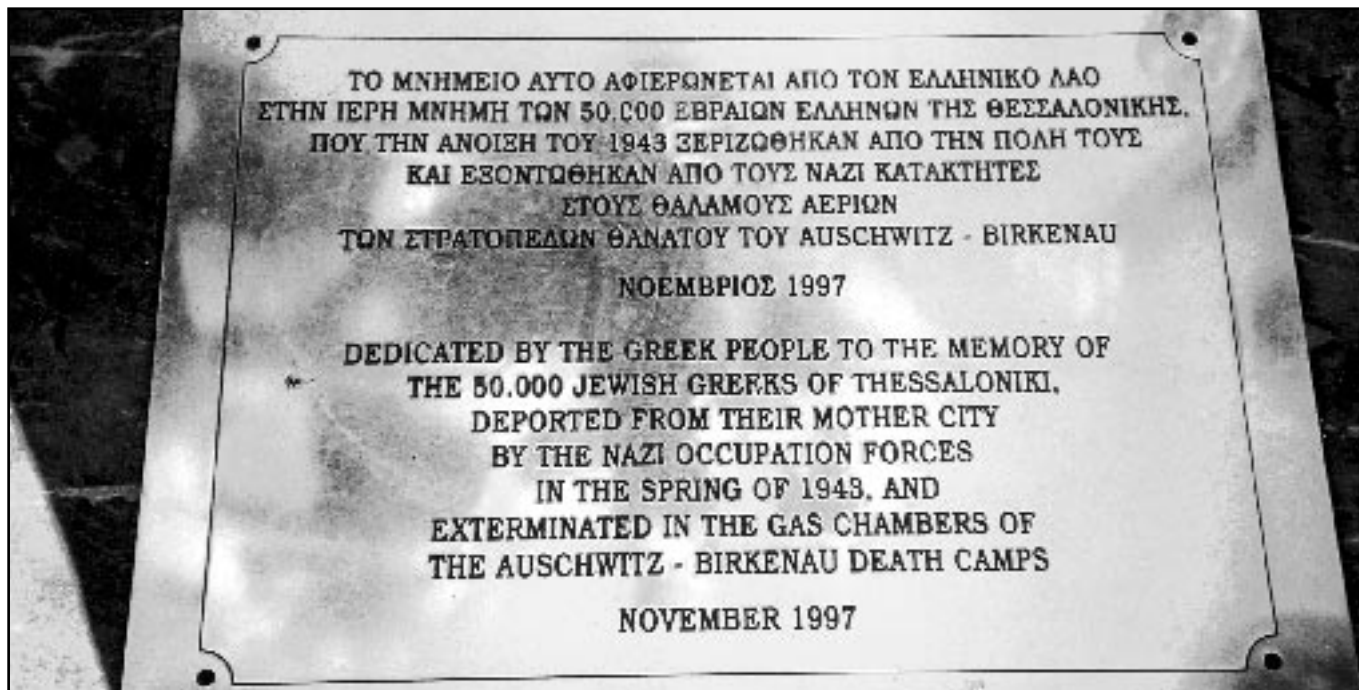 ΤΟ ΜΝΗΜΕΙΟ ΑΥΤΟ ΑΦΙΕΡΩΝΕΤΑΙ ΑΠΟ ΤΟΝ ΕΛΛΗΝΙΚΟ ΛΑΟ
ΣΤΗΝ ΙΕΡΗ ΜΝΗΜΗ ΤΩΝ 50.000 ΕΒΡΑΙΩΝ ΕΛΛΗΝΩΝ ΤΗΣ ΘΕΣΣΑΛΟΝΙΚΗΣ,
ΠΟΥ ΤΗΝ ΑΝΟΙΞΗ ΤΟΥ 1943 ΞΕΡΙΖΩΘΗΚΑΝ ΑΠΟ ΤΗΝ ΠΟΛΗ ΤΟΥΣ
ΚΑΙ ΕΞΟΝΤΩΘΗΚΑΝ ΑΠΟ ΤΟΥΣ ΝΑΖΙ ΚΑΤΑΚΤΗΤΕΣ
ΣΤΟΥΣ ΘΑΛΑΜΟΥΣ ΑΕΡΙΩΝ
ΤΩΝ ΣΤΡΑΤΟΠΕΔΩΝ ΘΑΝΑΤΟΥ ΤΟΥ AUSCHWITZ - BIRKENAU
ΝΟΕΜΒΡΙΟΣ 1997
DEDICATED BY THE GREEK PEOPLE TO THE MEMORY OF
THE 50.000 JEWISH GREEKS OF THESSALONIKI,
DEPORTED FROM THEIR MOTHER CITY
BY THE NAZI OCCUPATION FORCES
IN THE SPRING OF 1943, AND
EXTERMINATED IN THE GAS CHAMBERS OF
THE AUSCHWITZ - BIRKENAU DEATH CAMPS
NOVEMBER 1997